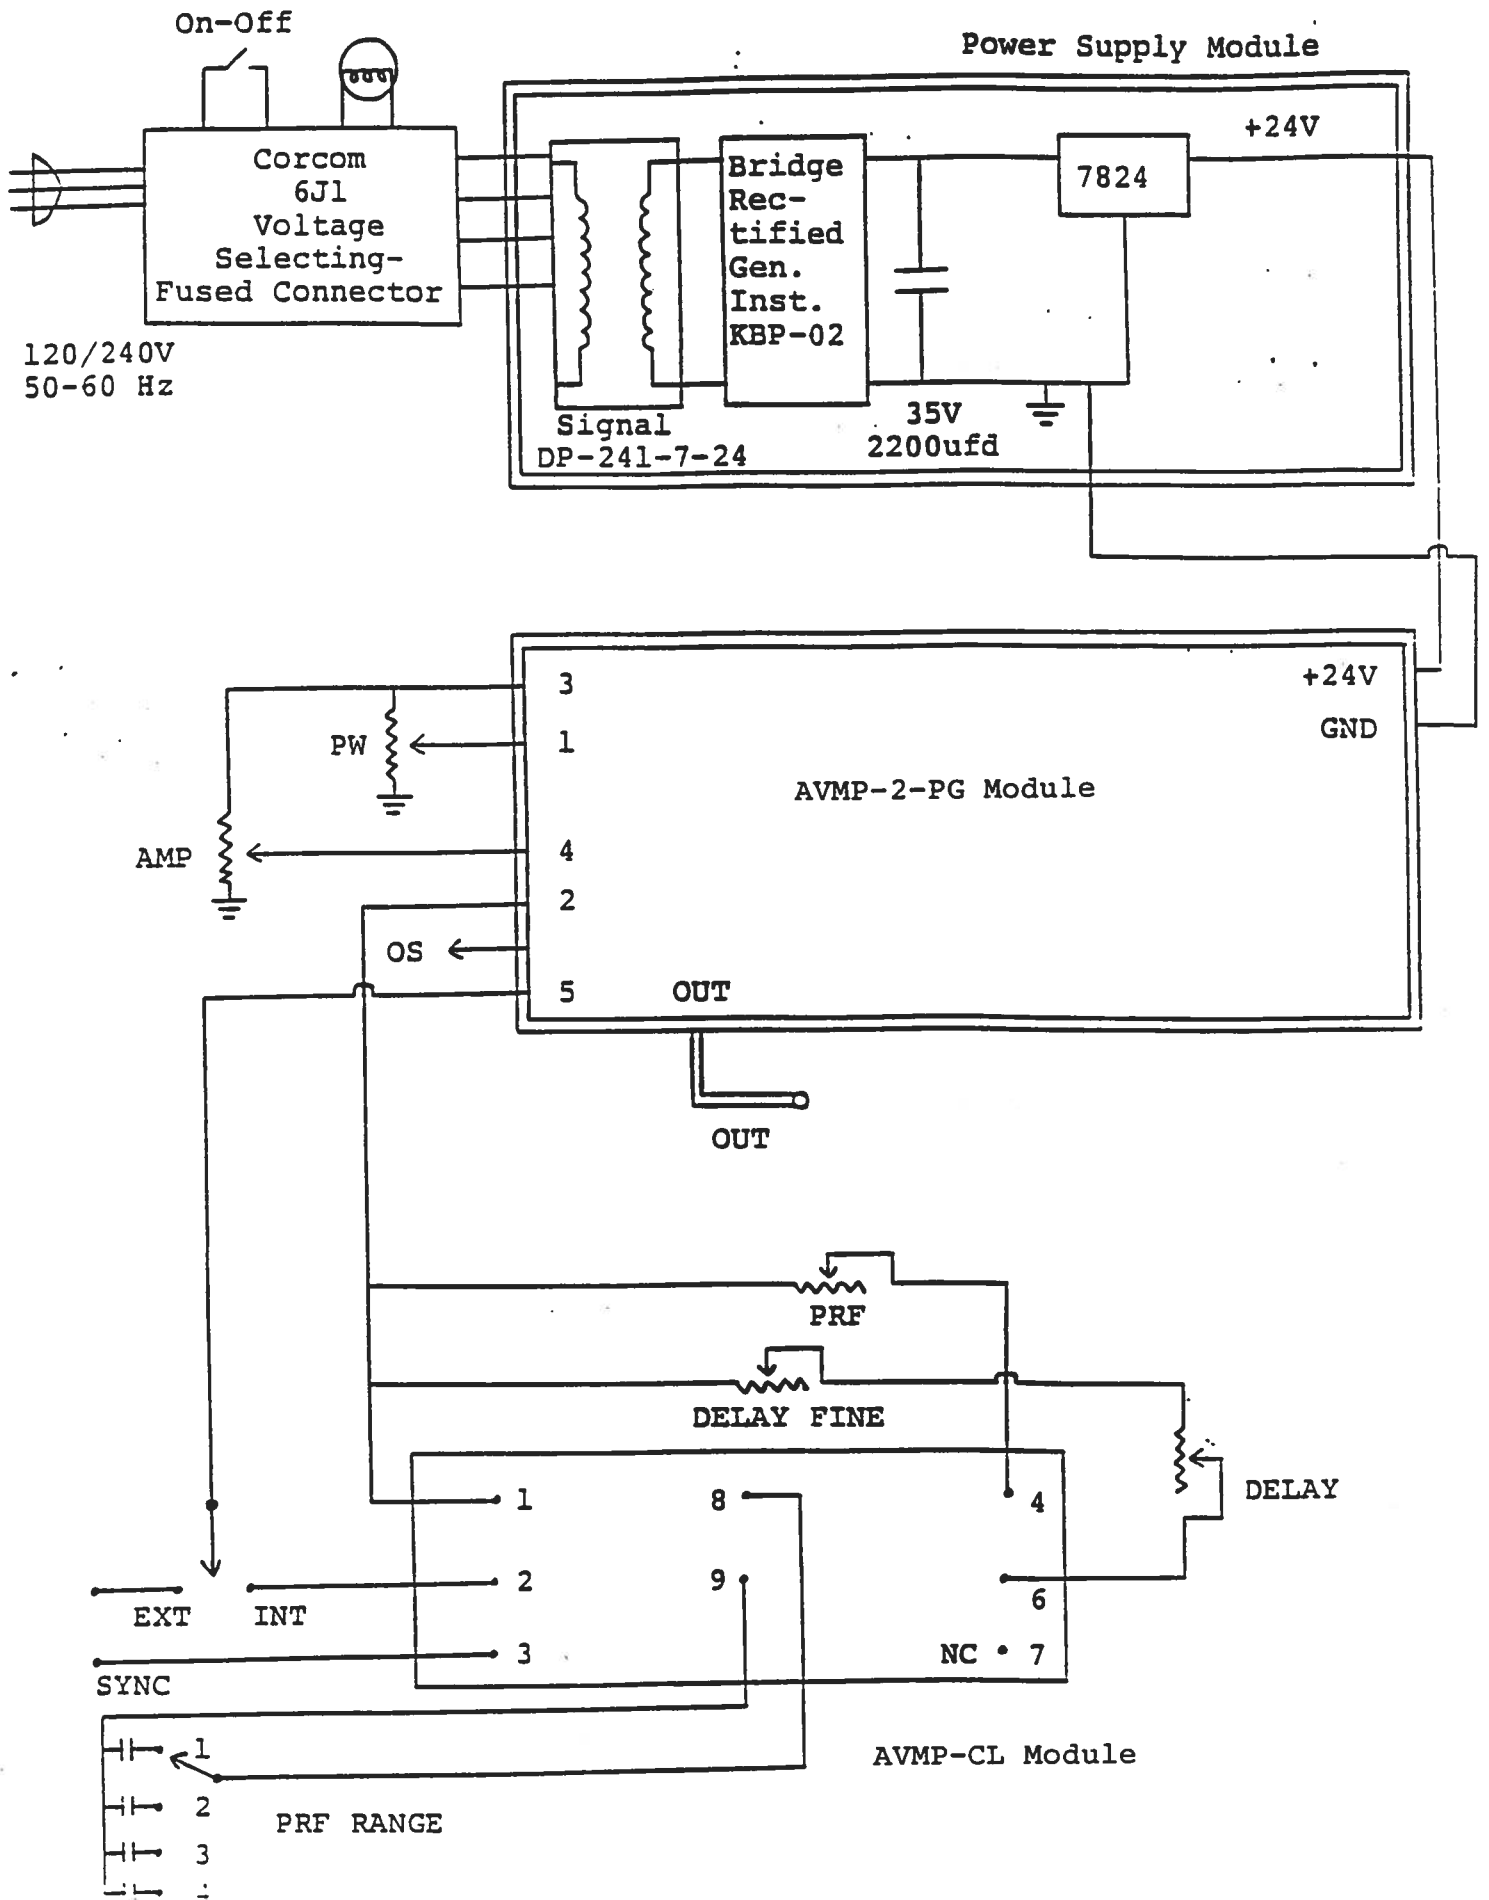 On-Off
Power Supply Module
Corcom
6J1
Voltage
Selecting-
Fused Connector
120/240V
50-60 Hz
Bridge
Rec-
tified
Gen.
Inst.
KBP-02
7824
+24V
Signal
DP-241-7-24
35V
2200ufd
3
+24V
PW
1
GND
AVMP-2-PG Module
AMP
4
2
OS
5
OUT
OUT
PRF
DELAY FINE
1
8
4
DELAY
2
9
6
EXT
INT
3
NC
7
SYNC
1
AVMP-CL Module
2
PRF RANGE
3